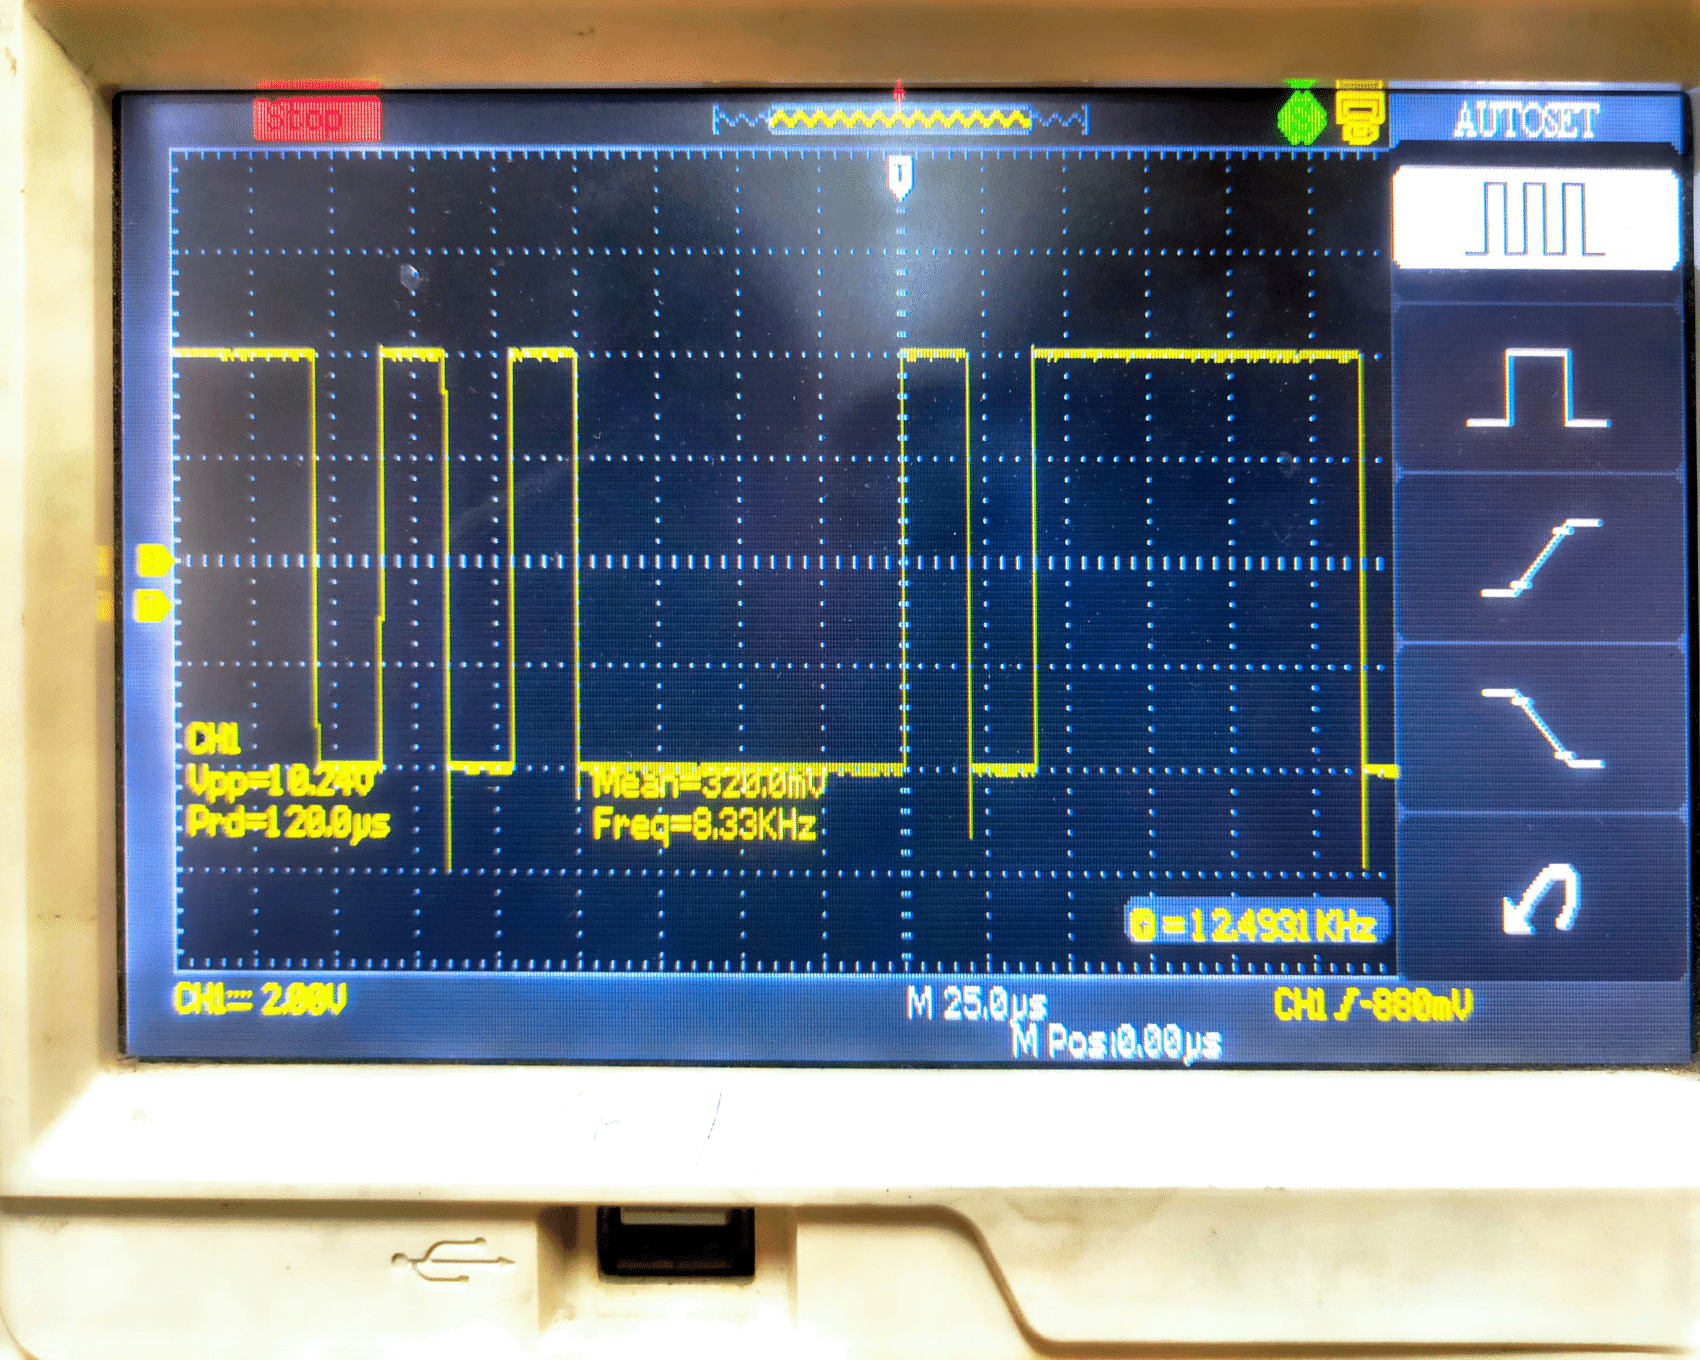 Stop
T
AUTOSET
CH1
Vpp=10.24V
Mean=320.0mV
Prd=120.0µs
Freq=8.33KHz
=12.4931KHz
CH1 2.00V
M 25.0µs
CH1 -880mV
M Pos:0.00µs